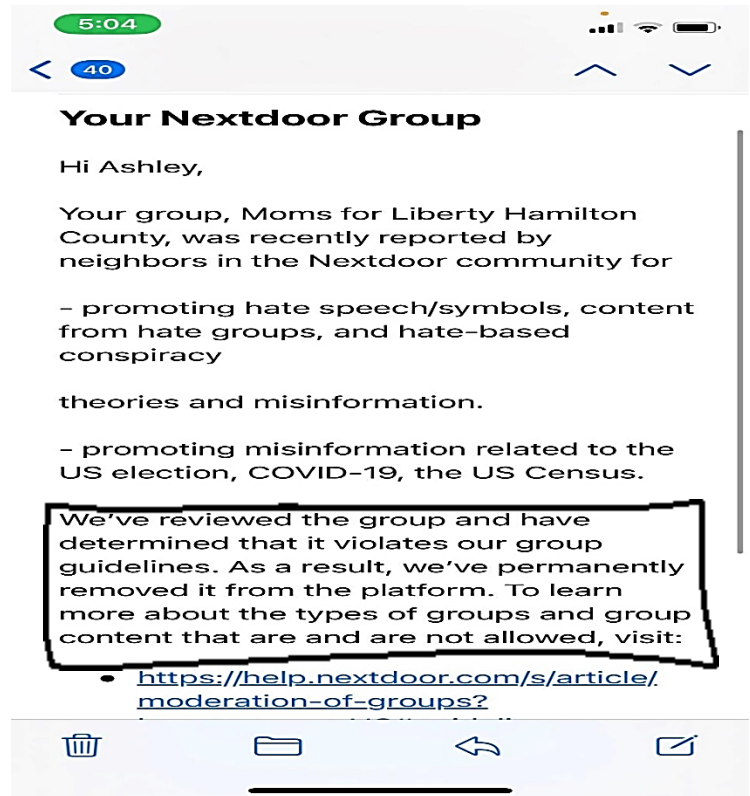 5:04
40
Your Nextdoor Group
Hi Ashley,
Your group, Moms for Liberty Hamilton
County, was recently reported by
neighbors in the Nextdoor community for
– promoting hate speech/symbols, content
from hate groups, and hate-based
conspiracy
theories and misinformation.
– promoting misinformation related to the
US election, COVID-19, the US Census.
We've reviewed the group and have
determined that it violates our group
guidelines. As a result, we've permanently
removed it from the platform. To learn
more about the types of groups and group
content that are and are not allowed, visit:
• https://help.nextdoor.com/s/article/
moderation-of-groups?